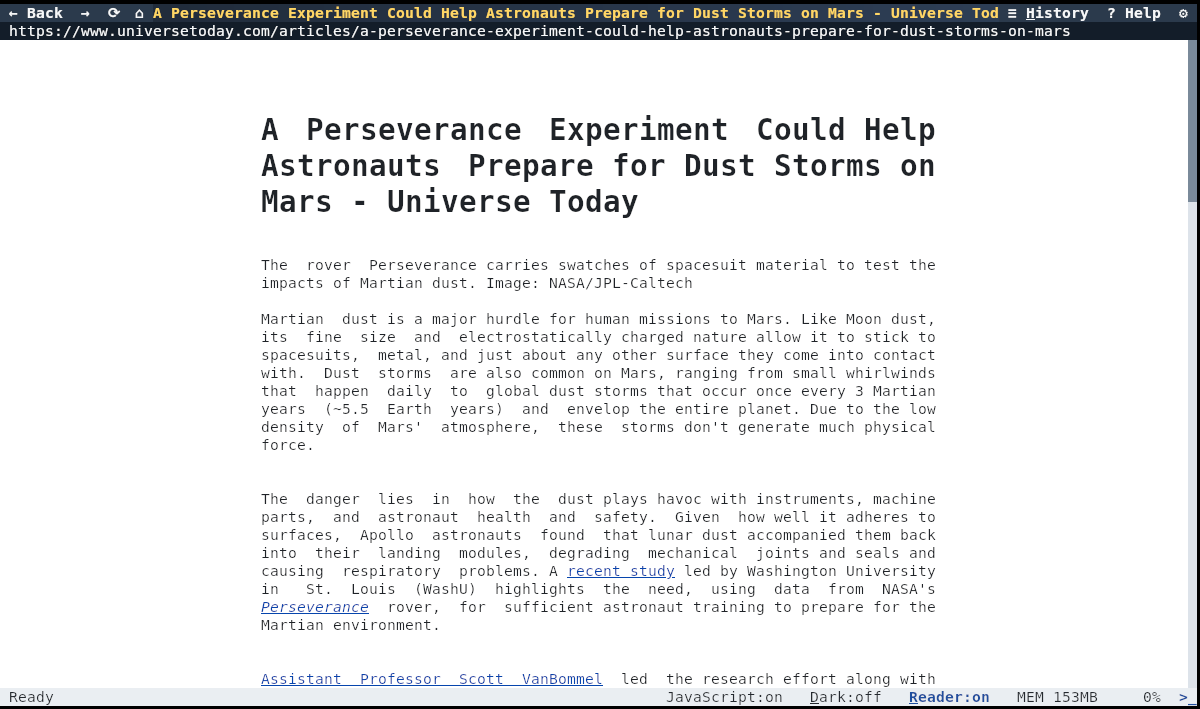 ← Back → ⟳ ⌂ A Perseverance Experiment Could Help Astronauts Prepare for Dust Storms on Mars - Universe Tod ≡ History ? Help ⚙
https://www.universetoday.com/articles/a-perseverance-experiment-could-help-astronauts-prepare-for-dust-storms-on-mars
A Perseverance Experiment Could Help
Astronauts Prepare for Dust Storms on
Mars - Universe Today
The rover Perseverance carries swatches of spacesuit material to test the
impacts of Martian dust. Image: NASA/JPL-Caltech
Martian dust is a major hurdle for human missions to Mars. Like Moon dust,
its fine size and electrostatically charged nature allow it to stick to
spacesuits, metal, and just about any other surface they come into contact
with. Dust storms are also common on Mars, ranging from small whirlwinds
that happen daily to global dust storms that occur once every 3 Martian
years (~5.5 Earth years) and envelop the entire planet. Due to the low
density of Mars' atmosphere, these storms don't generate much physical
force.
The danger lies in how the dust plays havoc with instruments, machine
parts, and astronaut health and safety. Given how well it adheres to
surfaces, Apollo astronauts found that lunar dust accompanied them back
into their landing modules, degrading mechanical joints and seals and
causing respiratory problems. A recent study led by Washington University
in St. Louis (WashU) highlights the need, using data from NASA's
Perseverance rover, for sufficient astronaut training to prepare for the
Martian environment.
Assistant Professor Scott VanBommel led the research effort along with
Ready JavaScript:on Dark:off Reader:on MEM 153MB 0% >_